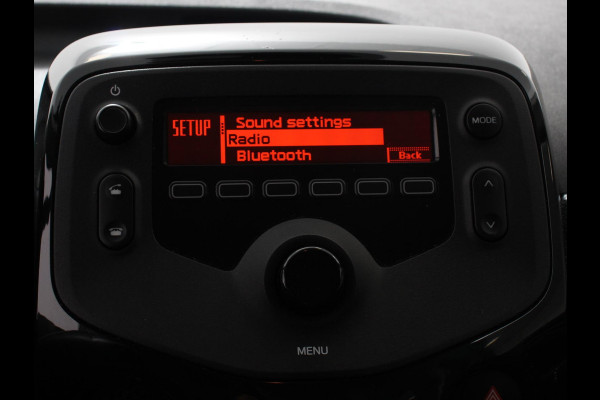 SETUP
Sound settings
Radio
Bluetooth
Back
MODE
MENU